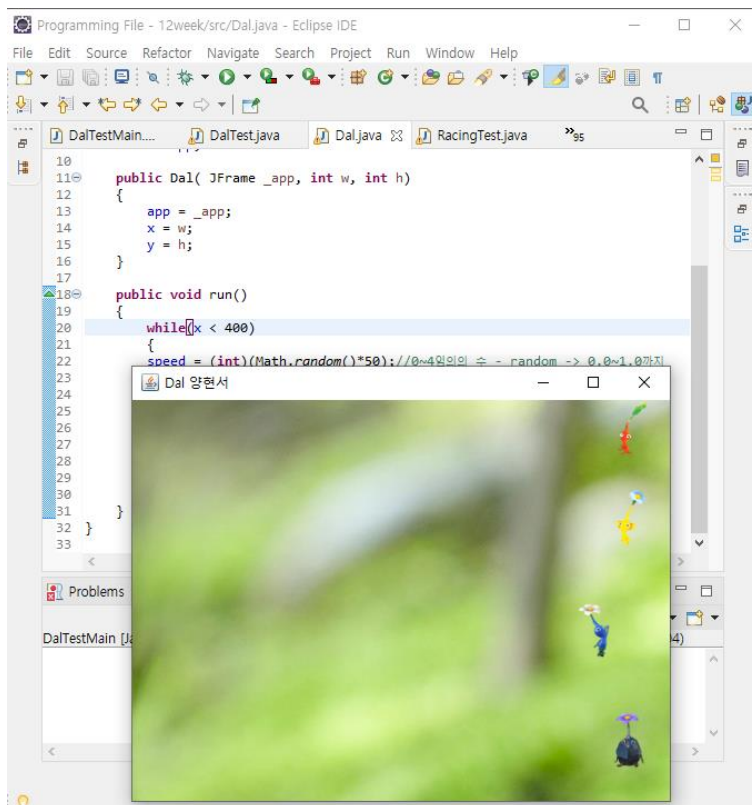 Programming File - 12week/src/Dal.java - Eclipse IDE
File Edit Source Refactor Navigate Search Project Run Window Help
DalTestMain.... DalTest.java Dal.java RacingTest.java »95
10
11 public Dal( JFrame _app, int w, int h)
12 {
13 app = _app;
14 x = w;
15 y = h;
16 }
17
18 public void run()
19 {
20 while(x < 400)
21 {
22 speed = (int)(Math.random()*50);//0~4임의의 수 - random -> 0.0~1.0까지
23
24
25
26
27
28
29
30
31 }
32 }
33
Dal 양현서
Problems
DalTestMain [Ja
4)